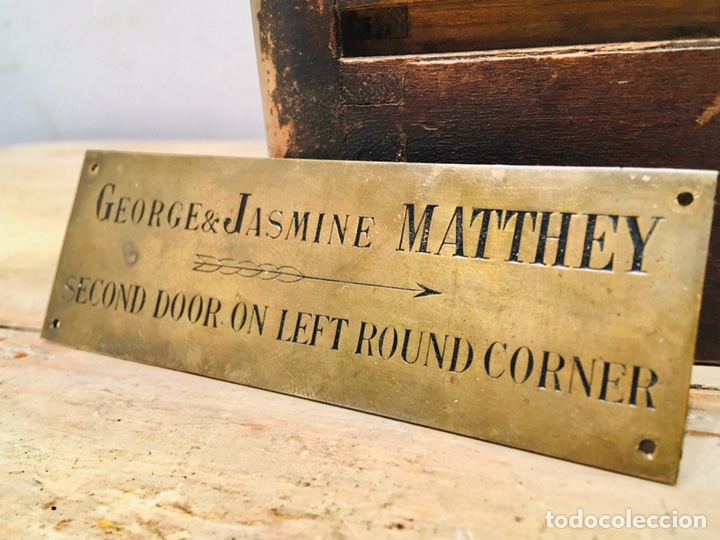 GEORGE&JASMINE MATTHEY
SECOND DOOR ON LEFT ROUND CORNER
todocoleccion